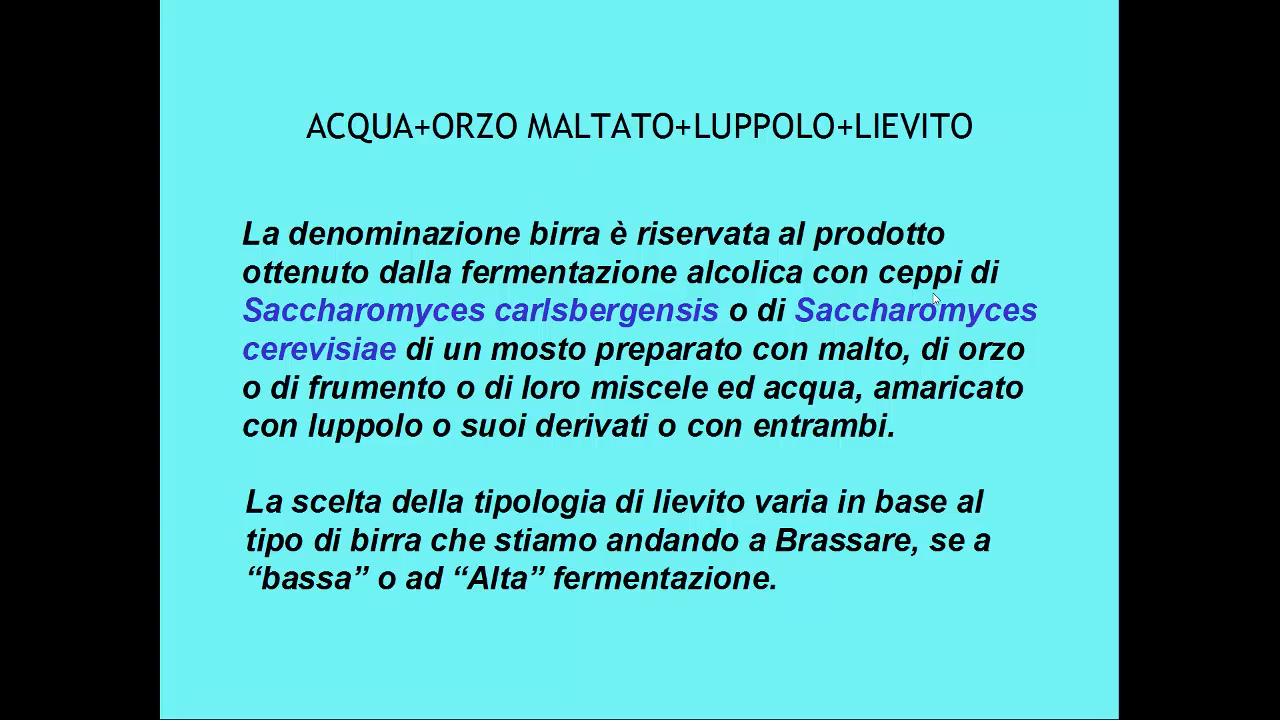 ACQUA+ORZO MALTATO+LUPPOLO+LIEVITO
La denominazione birra è riservata al prodotto
ottenuto dalla fermentazione alcolica con ceppi di
Saccharomyces carlsbergensis o di Saccharomyces
cerevisiae di un mosto preparato con malto, di orzo
o di frumento o di loro miscele ed acqua, amaricato
con luppolo o suoi derivati o con entrambi.
La scelta della tipologia di lievito varia in base al
tipo di birra che stiamo andando a Brassare, se a
“bassa” o ad “Alta” fermentazione.